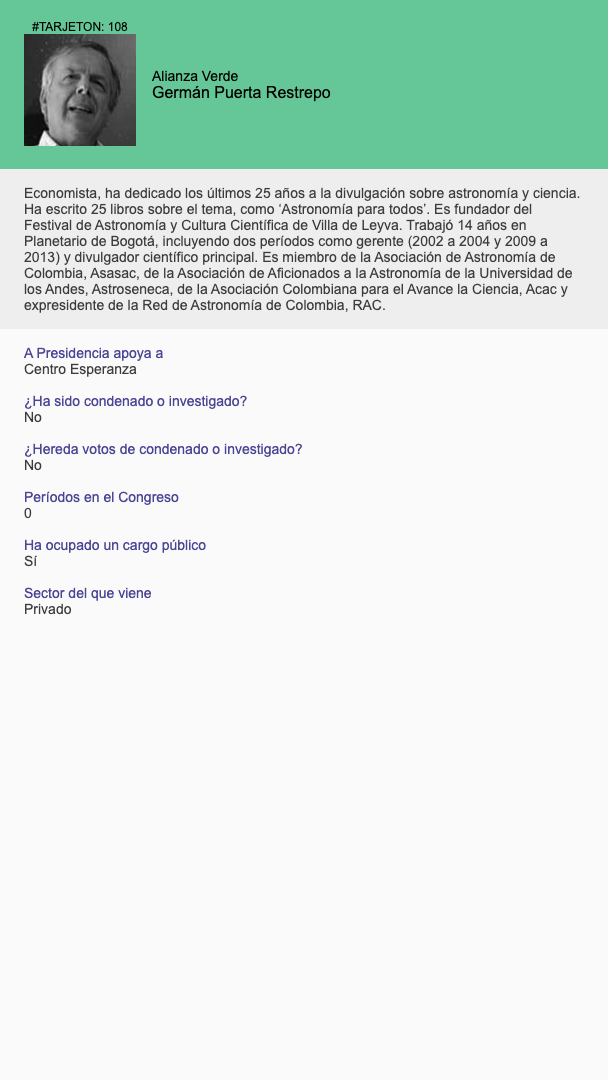 #TARJETON: 108
Alianza Verde
Germán Puerta Restrepo
Economista, ha dedicado los últimos 25 años a la divulgación sobre astronomía y ciencia.
Ha escrito 25 libros sobre el tema, como ‘Astronomía para todos’. Es fundador del
Festival de Astronomía y Cultura Científica de Villa de Leyva. Trabajó 14 años en
Planetario de Bogotá, incluyendo dos períodos como gerente (2002 a 2004 y 2009 a
2013) y divulgador científico principal. Es miembro de la Asociación de Astronomía de
Colombia, Asasac, de la Asociación de Aficionados a la Astronomía de la Universidad de
los Andes, Astroseneca, de la Asociación Colombiana para el Avance la Ciencia, Acac y
expresidente de la Red de Astronomía de Colombia, RAC.
A Presidencia apoya a
Centro Esperanza
¿Ha sido condenado o investigado?
No
¿Hereda votos de condenado o investigado?
No
Períodos en el Congreso
0
Ha ocupado un cargo público
Sí
Sector del que viene
Privado